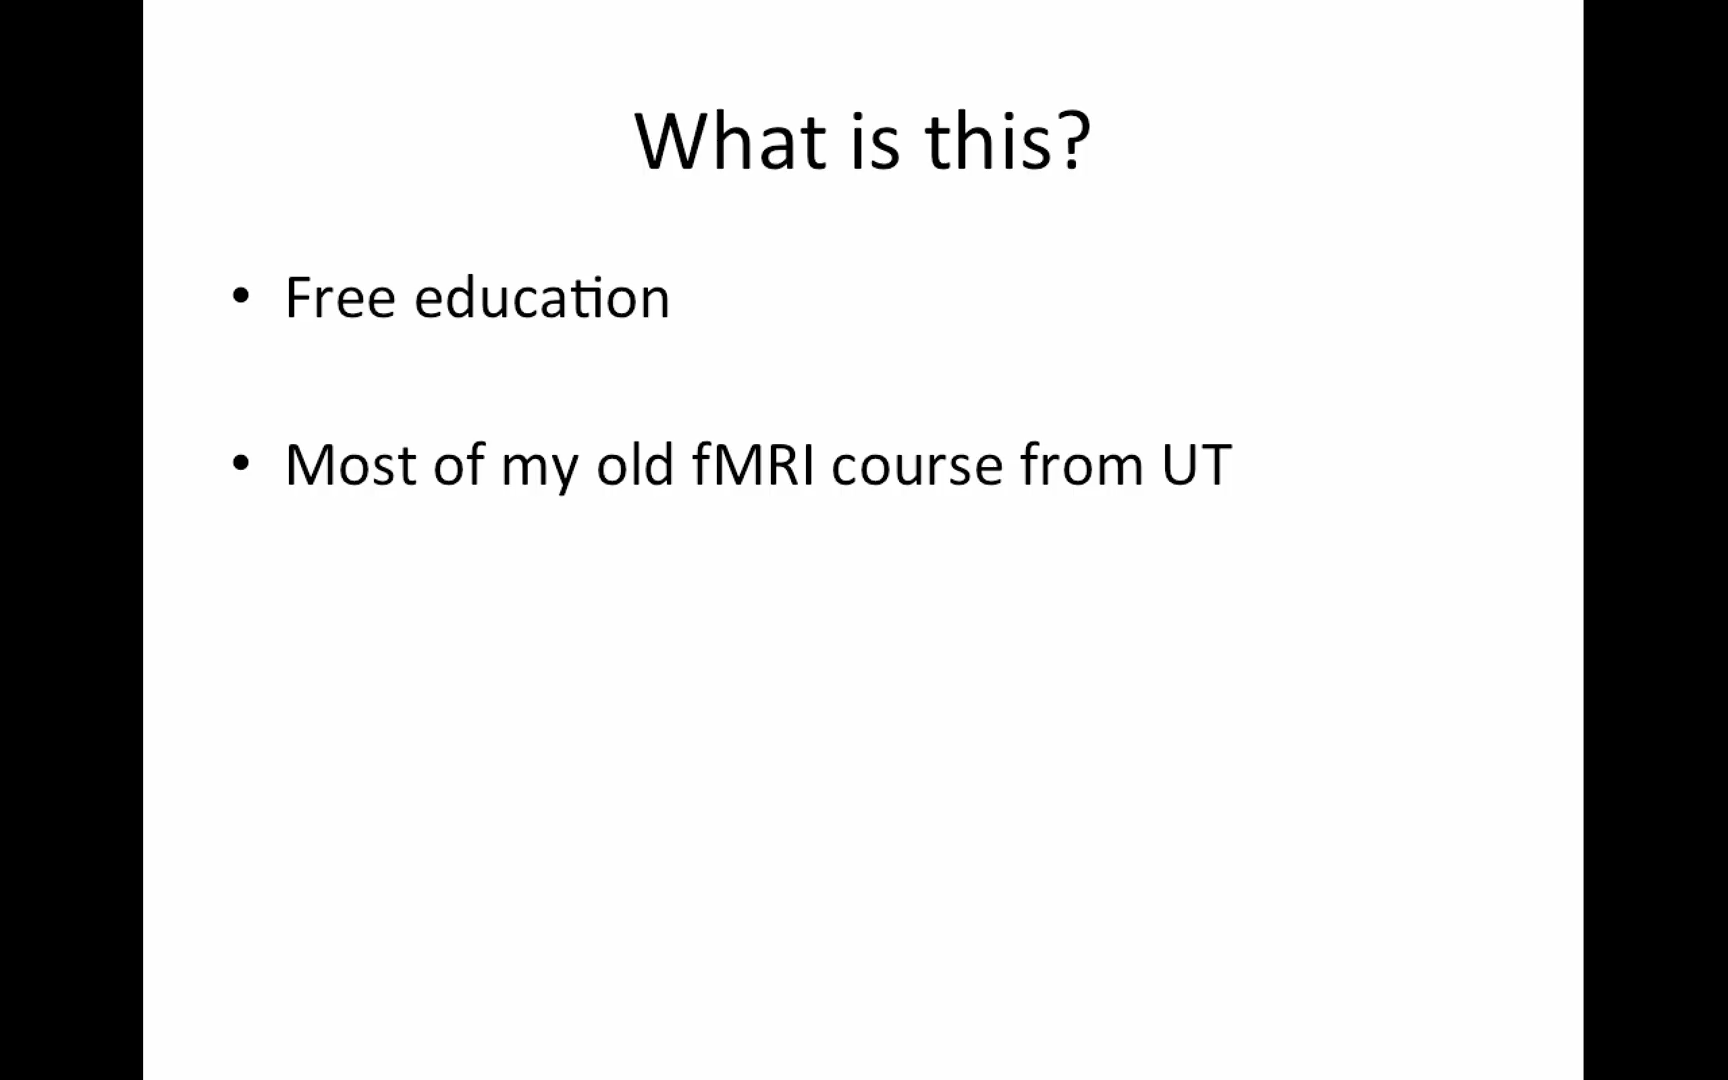 What is this?
• Free education
• Most of my old fMRI course from UT